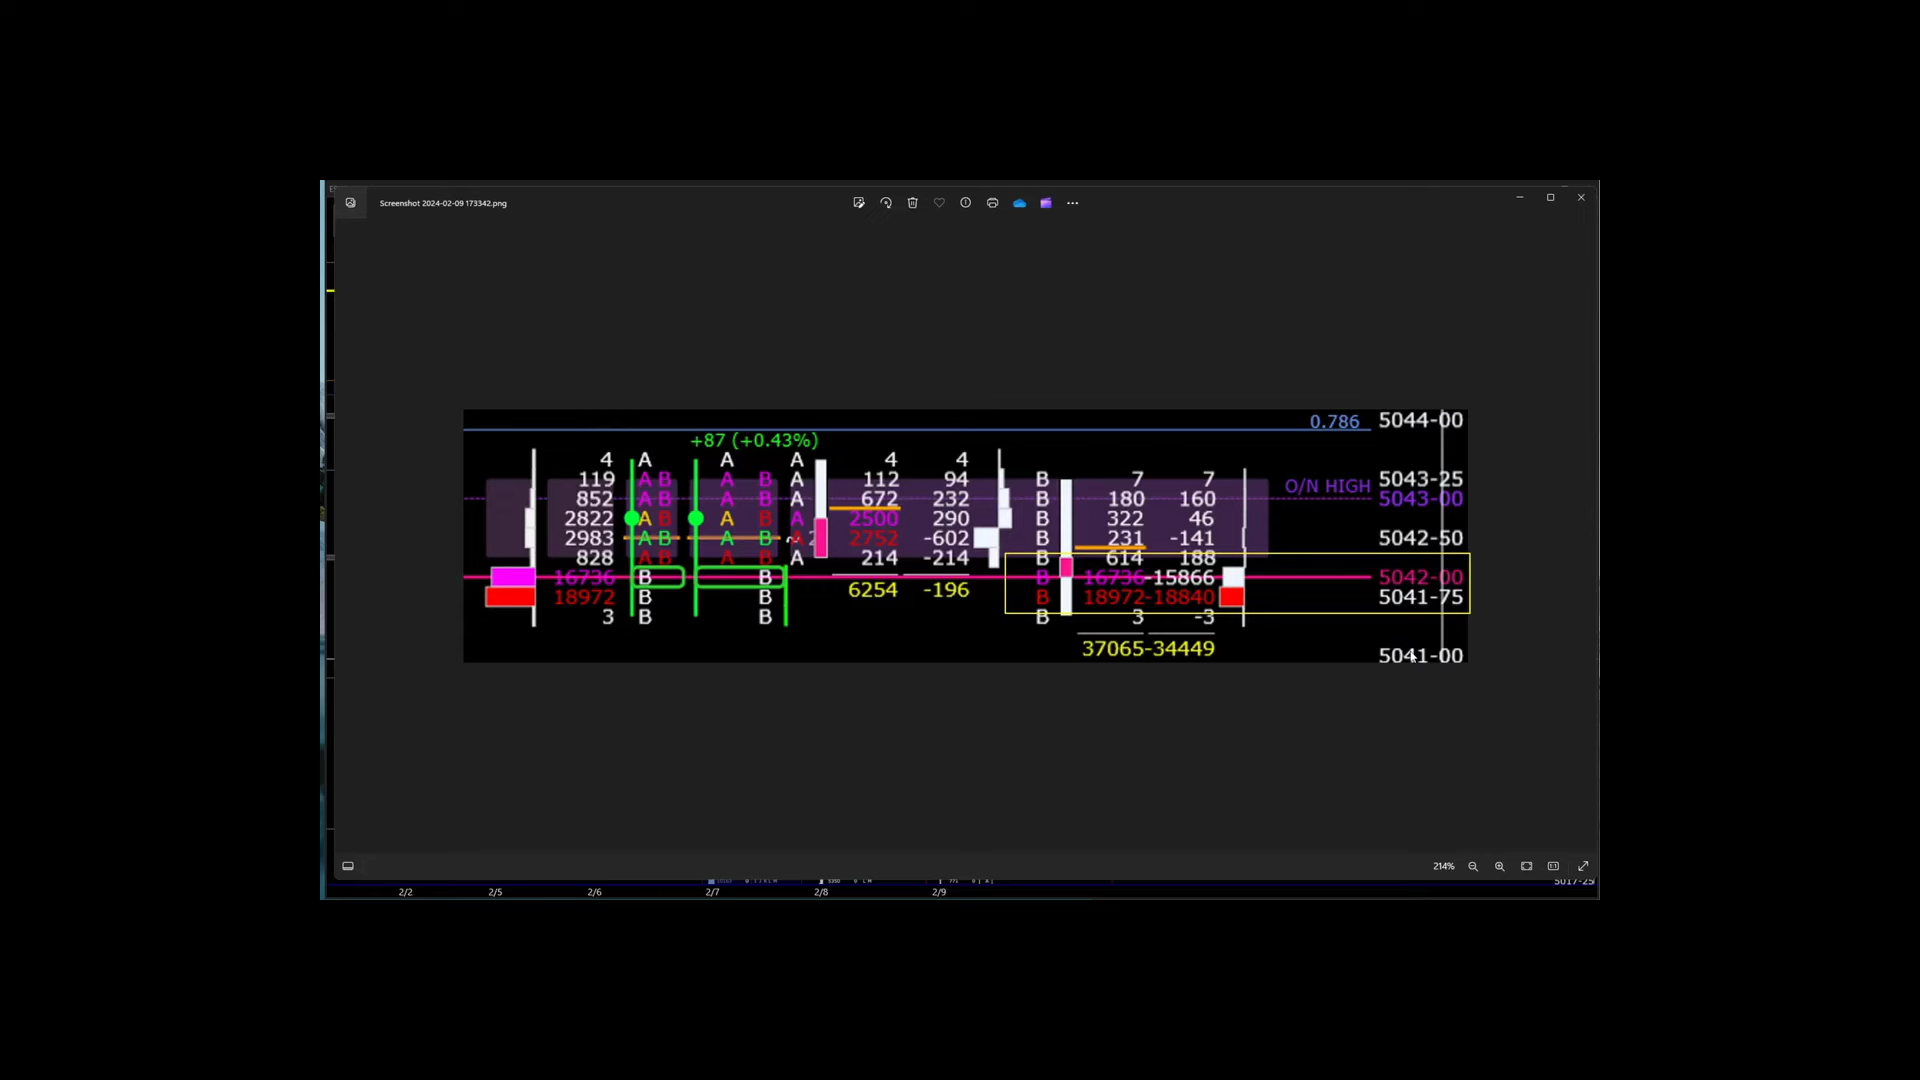 Screenshot 2024-02-09 173342.png
0.786 5044-00
+87 (+0.43%)
4 A A A 4 4
119 A B A B A 112 94 B 7 7 5043-25
O/N HIGH
852 A B A B A 672 232 B 180 160 5043-00
2822 A B A B A 2500 290 B 322 46
2983 A B A B ~ 2752 -602 B 231 -141 5042-50
828 A B A B A 214 -214 B 614 188
16736 B B B 16736 -15866 5042-00
6254 -196
18972 B B B 18972 -18840 5041-75
3 B B B 3 -3
37065 -34449
5041-00
214%
5017-25
2/2 2/5 2/6 2/7 2/8 2/9